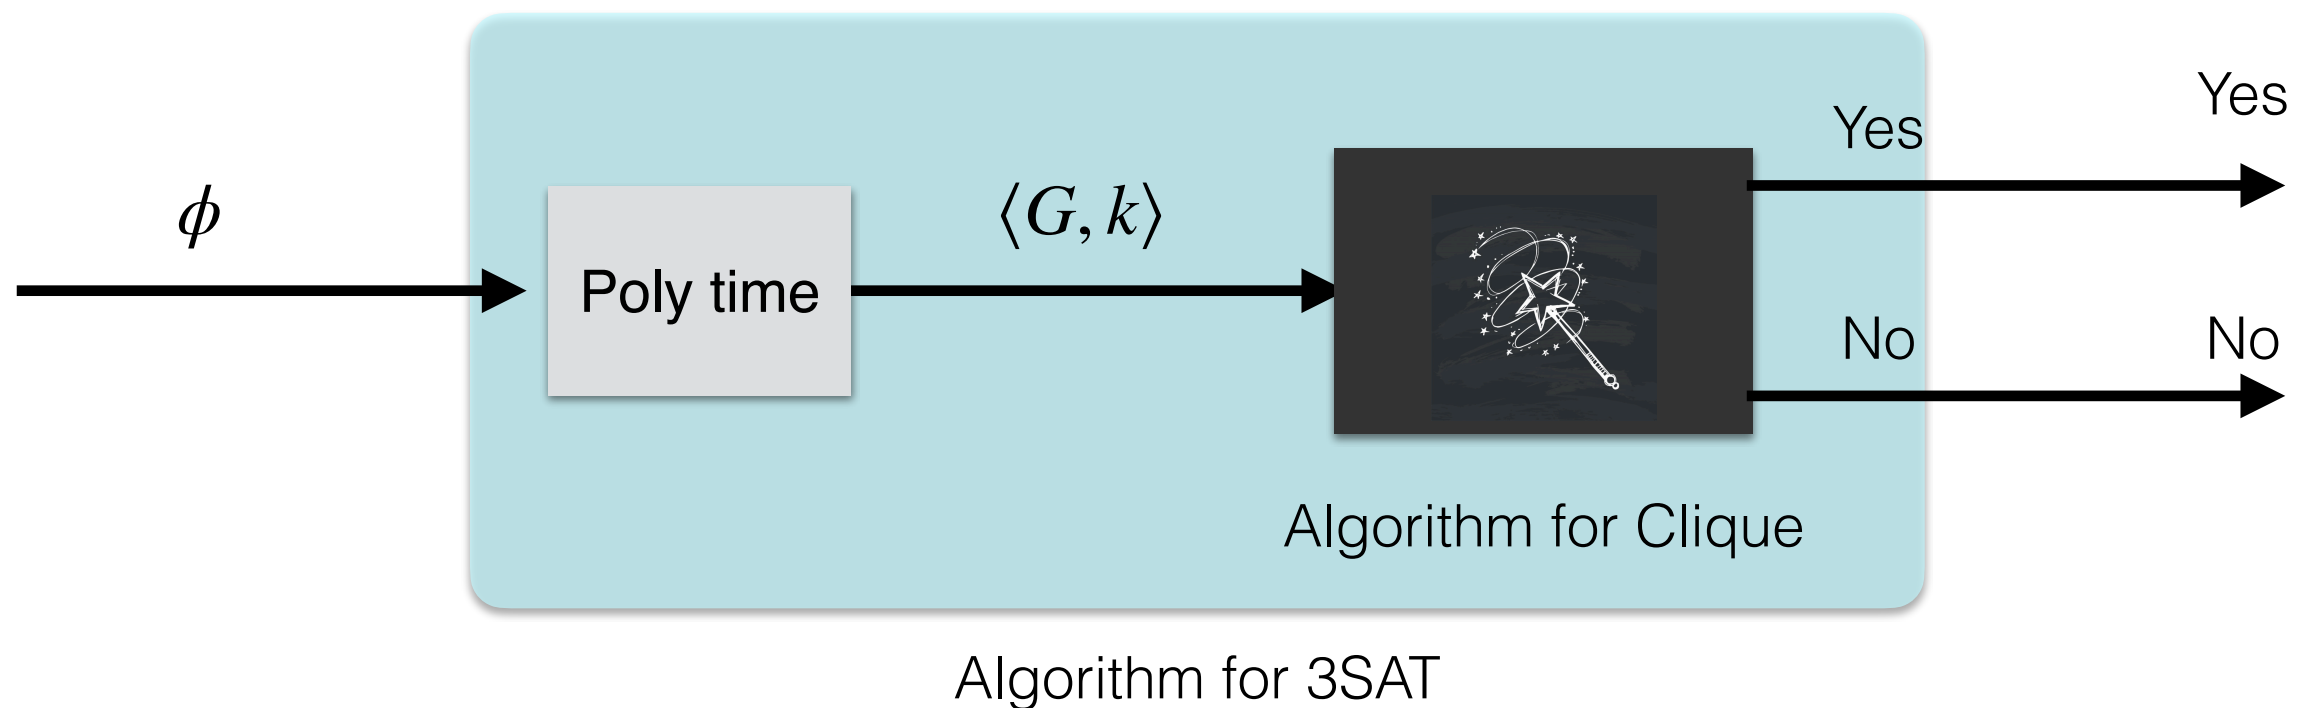 ϕ
Poly time
⟨G, k⟩
Yes
Yes
No
No
Algorithm for Clique
Algorithm for 3SAT